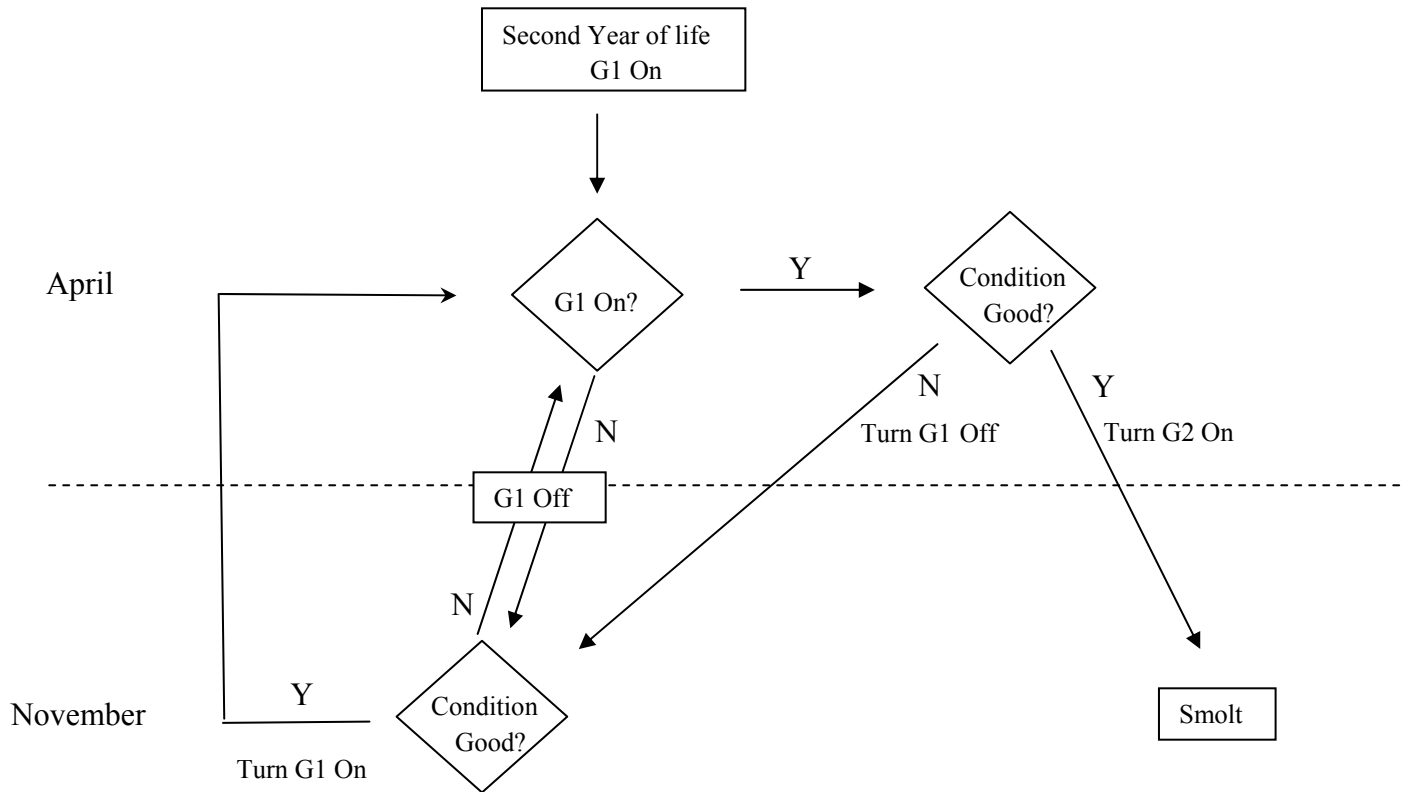 Second Year of life
G1 On
April
G1 On?
Y
Condition
Good?
N
N
Y
Turn G1 Off
Turn G2 On
G1 Off
N
November
Y
Condition
Good?
Smolt
Turn G1 On